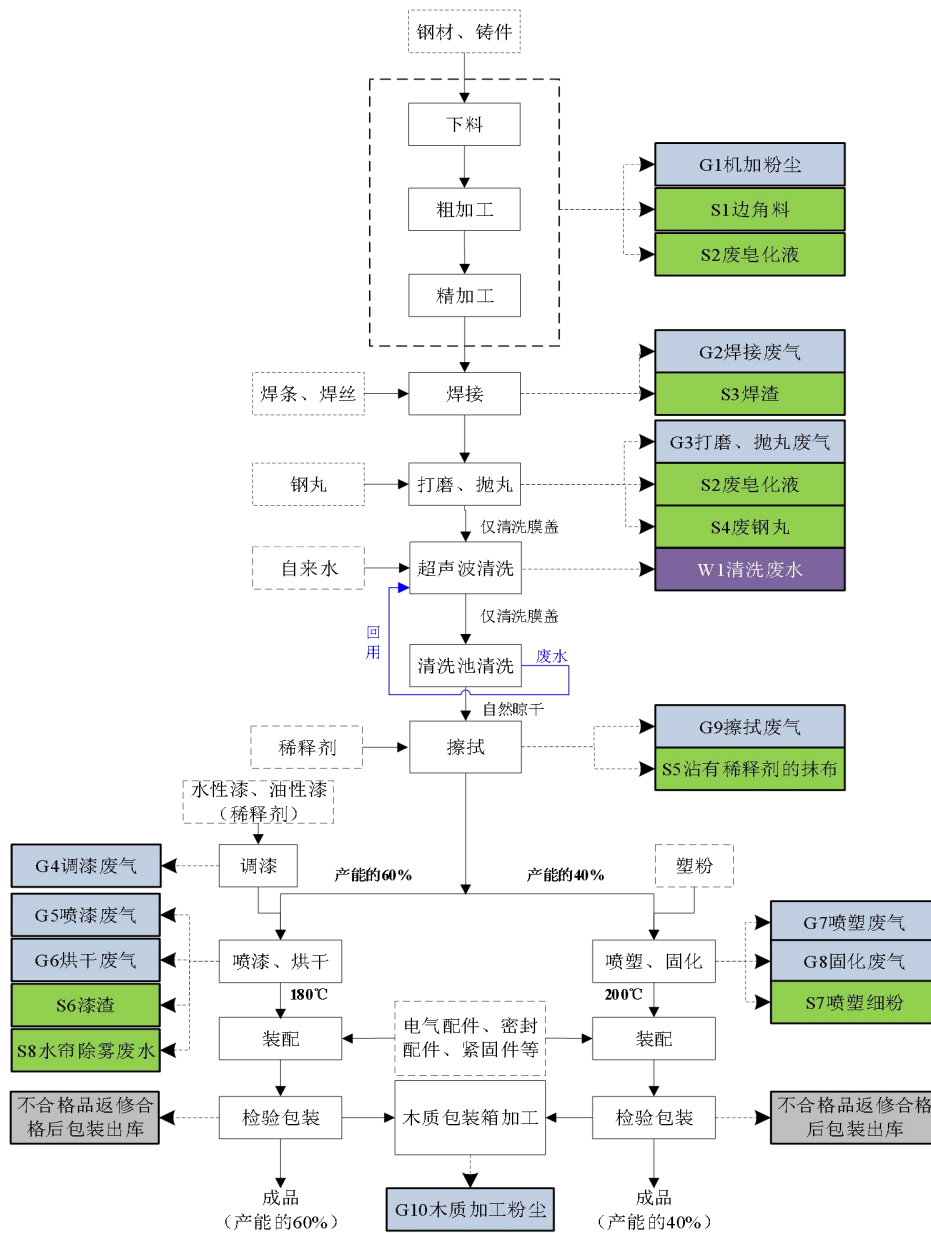 钢材、铸件
下料
G1机加粉尘
粗加工
S1边角料
S2废皂化液
精加工
G2焊接废气
焊条、焊丝
焊接
S3焊渣
G3打磨、抛丸废气
钢丸
打磨、抛丸
S2废皂化液
S4废钢丸
仅清洗膜盖
自来水
超声波清洗
W1清洗废水
仅清洗膜盖
回
用
清洗池清洗
废水
自然晾干
G9擦拭废气
稀释剂
擦拭
S5沾有稀释剂的抹布
水性漆、油性漆
（稀释剂）
G4调漆废气
调漆
产能的60%
产能的40%
塑粉
G5喷漆废气
G7喷塑废气
G6烘干废气
喷漆、烘干
喷塑、固化
G8固化废气
S6漆渣
180℃
200℃
S7喷塑细粉
S8水帘除雾废水
装配
电气配件、密封
配件、紧固件等
装配
不合格品返修合
格后包装出库
检验包装
木质包装箱加工
检验包装
不合格品返修合格
后包装出库
成品
（产能的60%）
G10木质加工粉尘
成品
（产能的40%）